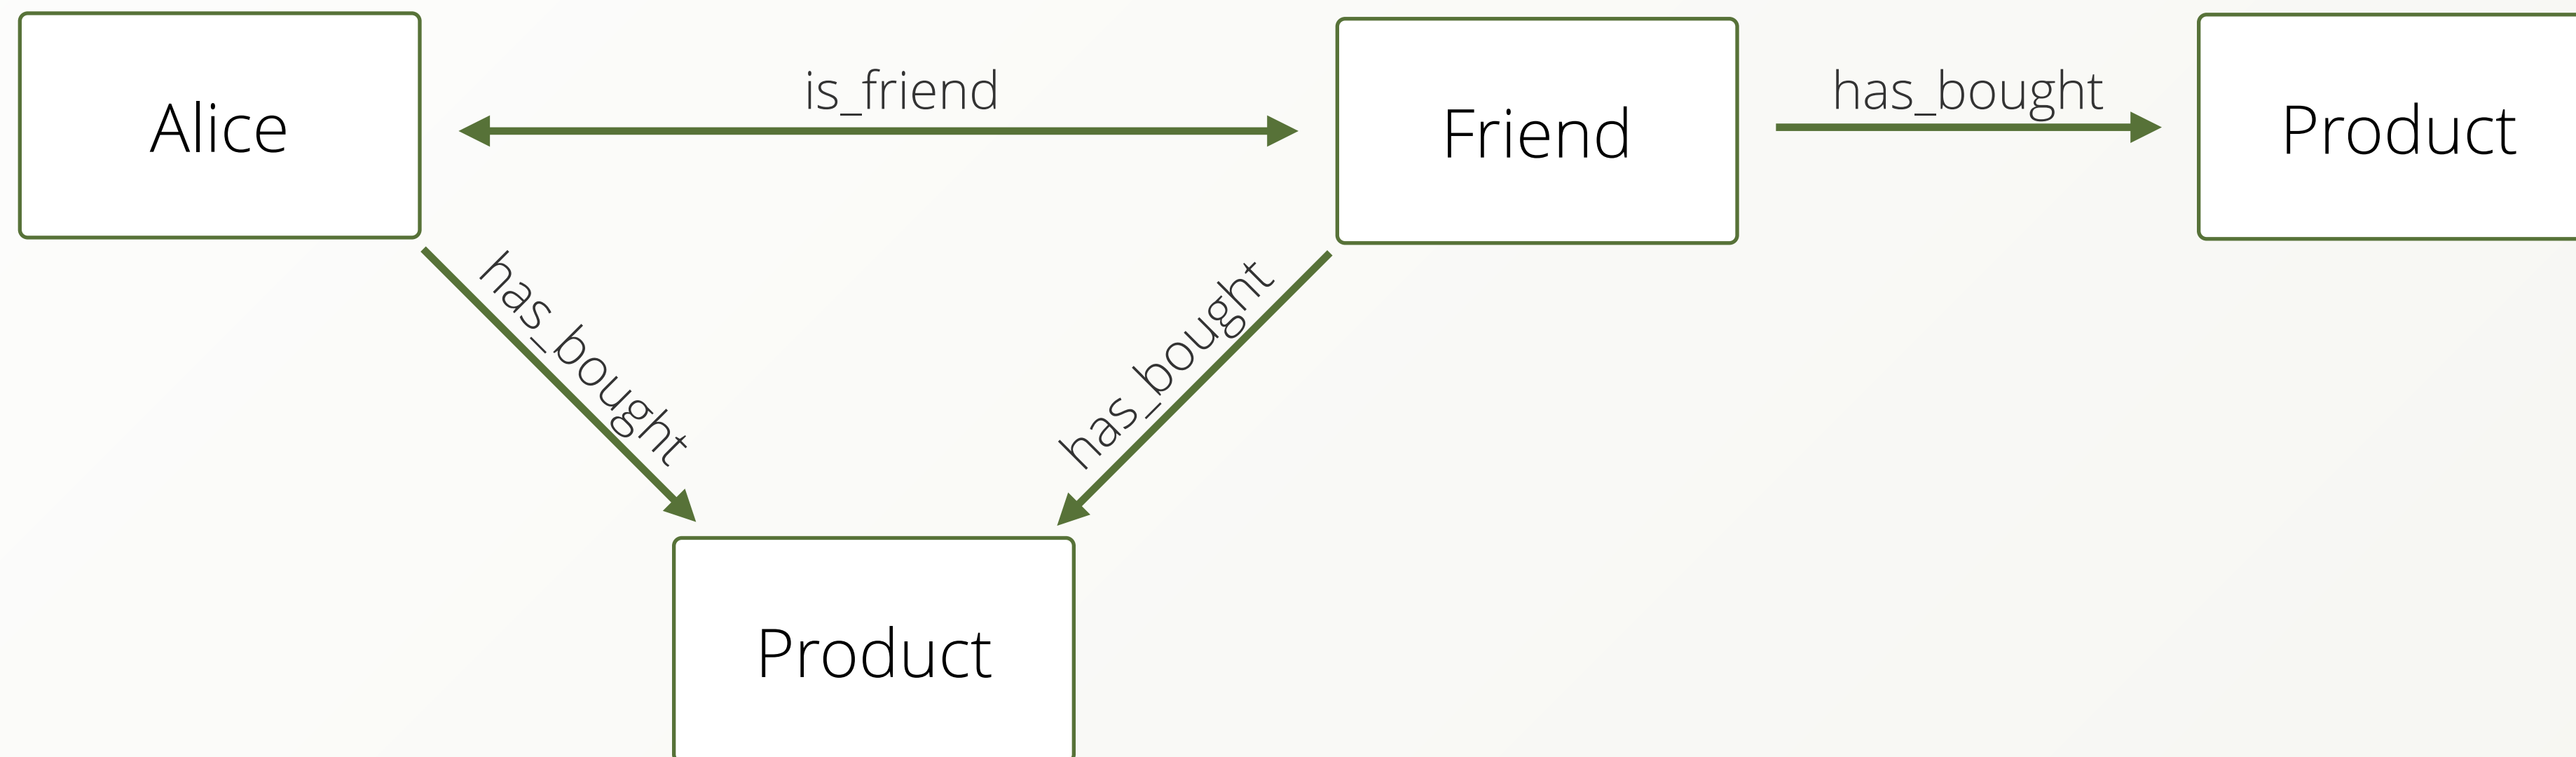 Alice
is_friend
Friend
has_bought
Product
has_bought
has_bought
Product